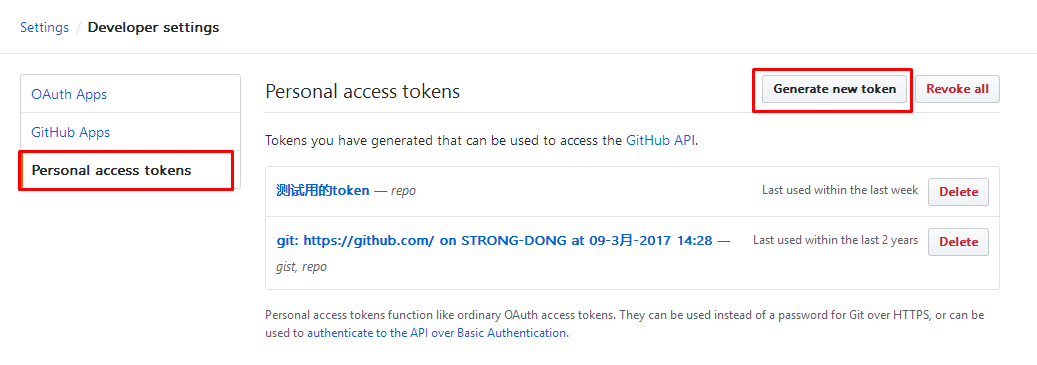 Settings / Developer settings
OAuth Apps
GitHub Apps
Personal access tokens
Personal access tokens
Generate new token
Revoke all
Tokens you have generated that can be used to access the GitHub API.
测试用的token — repo
Last used within the last week
Delete
git: https://github.com/ on STRONG-DONG at 09-3月-2017 14:28 —
gist, repo
Last used within the last 2 years
Delete
Personal access tokens function like ordinary OAuth access tokens. They can be used instead of a password for Git over HTTPS, or can be
used to authenticate to the API over Basic Authentication.